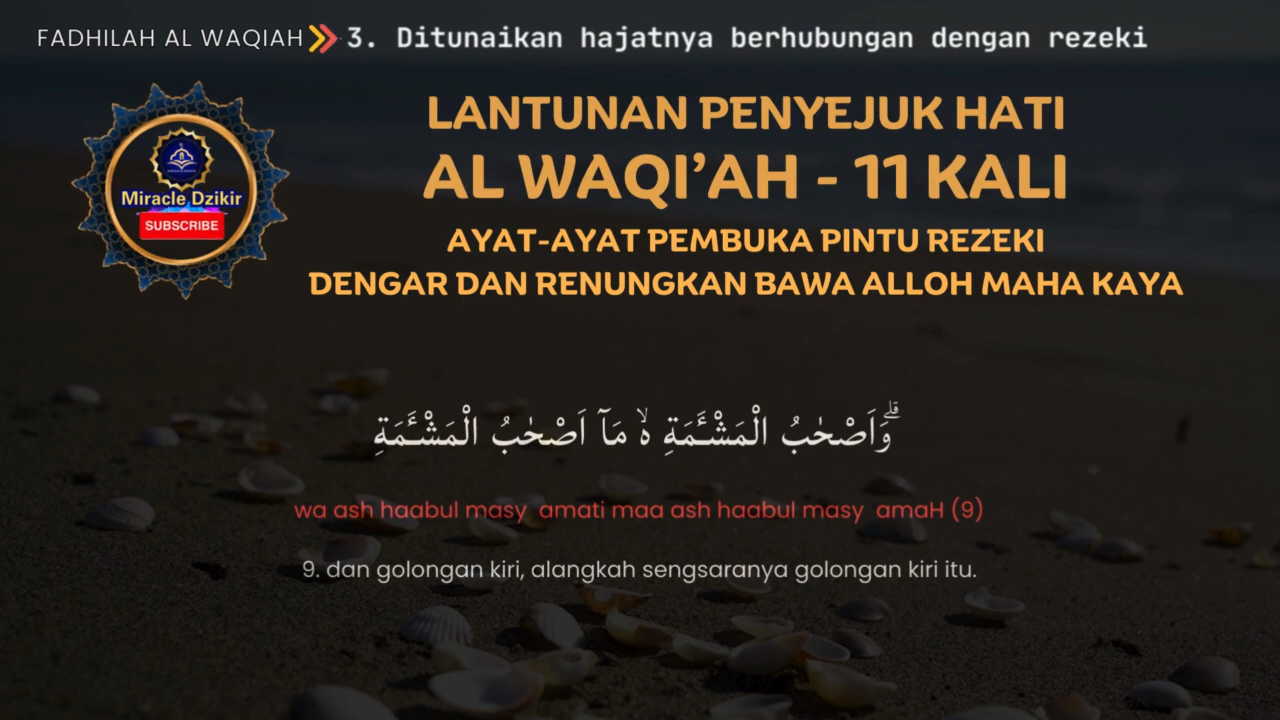 FADHILAH AL WAQIAH 3. Ditunaikan hajatnya berhubungan dengan rezeki
LANTUNAN PENYEJUK HATI
AL WAQI'AH - 11 KALI
AYAT-AYAT PEMBUKA PINTU REZEKI
DENGAR DAN RENUNGKAN BAWA ALLOH MAHA KAYA
Miracle Dzikir
SUBSCRIBE
وَاَصْحٰبُ الْمَشْـَٔمَةِ ەۙ مَآ اَصْحٰبُ الْمَشْـَٔمَةِۗ
wa ash haabul masy amati maa ash haabul masy amaH (9)
9. dan golongan kiri, alangkah sengsaranya golongan kiri itu.